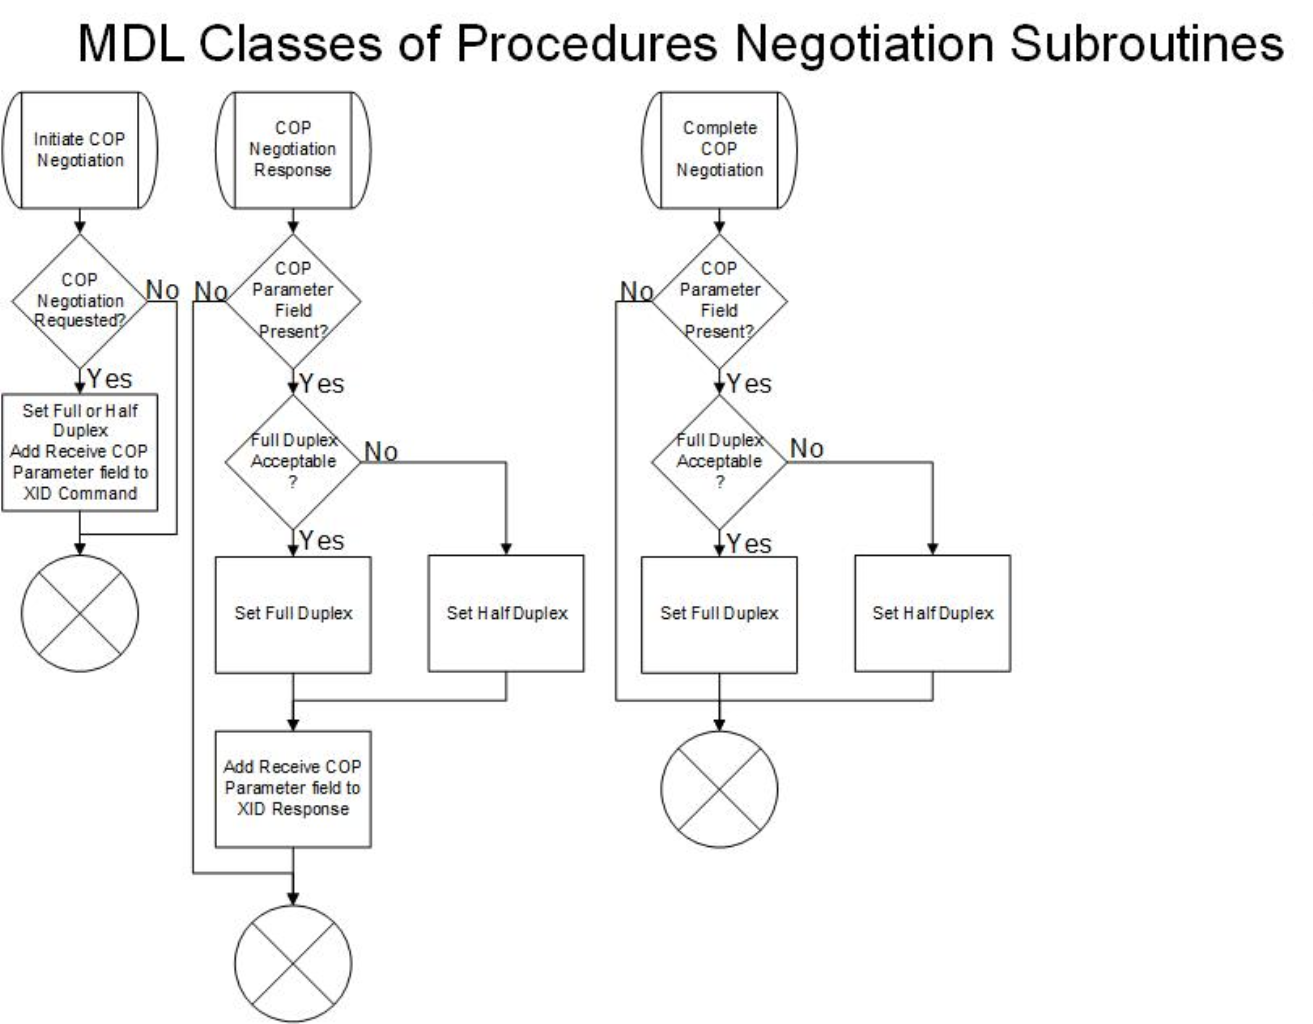 MDL Classes of Procedures Negotiation Subroutines
Initiate COP
Negotiation
COP
Negotiation
Requested?
No
Yes
Set Full or Half
Duplex
Add Receive COP
Parameter field to
XID Command
COP
Negotiation
Response
COP
Parameter
Field
Present?
No
Yes
Full Duplex
Acceptable
?
No
Yes
Set Full Duplex
Set Half Duplex
Add Receive COP
Parameter field to
XID Response
Complete
COP
Negotiation
COP
Parameter
Field
Present?
No
Yes
Full Duplex
Acceptable
?
No
Yes
Set Full Duplex
Set Half Duplex